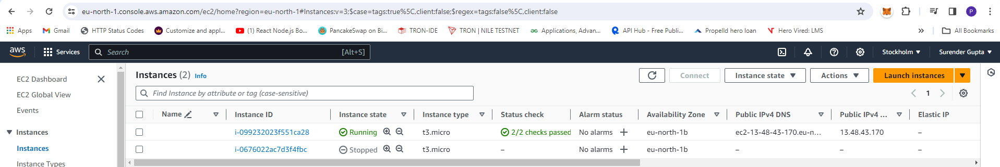 eu-north-1.console.aws.amazon.com/ec2/home?region=eu-north-1#Instances:v=3;$case=tags:true%5C,client:false;$regex=tags:false%5C,client:false
P
Apps Gmail HTTP Status Codes Customize and appl... (1) React Node.js Bo... PancakeSwap on Bi... TRON-IDE TRON | NILE TESTNET Applications, Advan... API Hub - Free Publi... Propelld hero loan Hero Vired: LMS » All Bookmarks
aws Services Search [Alt+S] Stockholm Surender Gupta
EC2 Dashboard
EC2 Global View
Events
Instances
Instances
Instance Types
Instances (2) Info Connect Instance state Actions Launch instances
Find Instance by attribute or tag (case-sensitive) 1
Name Instance ID Instance state Instance type Status check Alarm status Availability Zone Public IPv4 DNS Public IPv4 ... Elastic IP
i-099232023f551ca28 Running t3.micro 2/2 checks passed No alarms + eu-north-1b ec2-13-48-43-170.eu-n... 13.48.43.170 –
i-0676022ac7d3f4fbc Stopped t3.micro – No alarms + eu-north-1b – – –